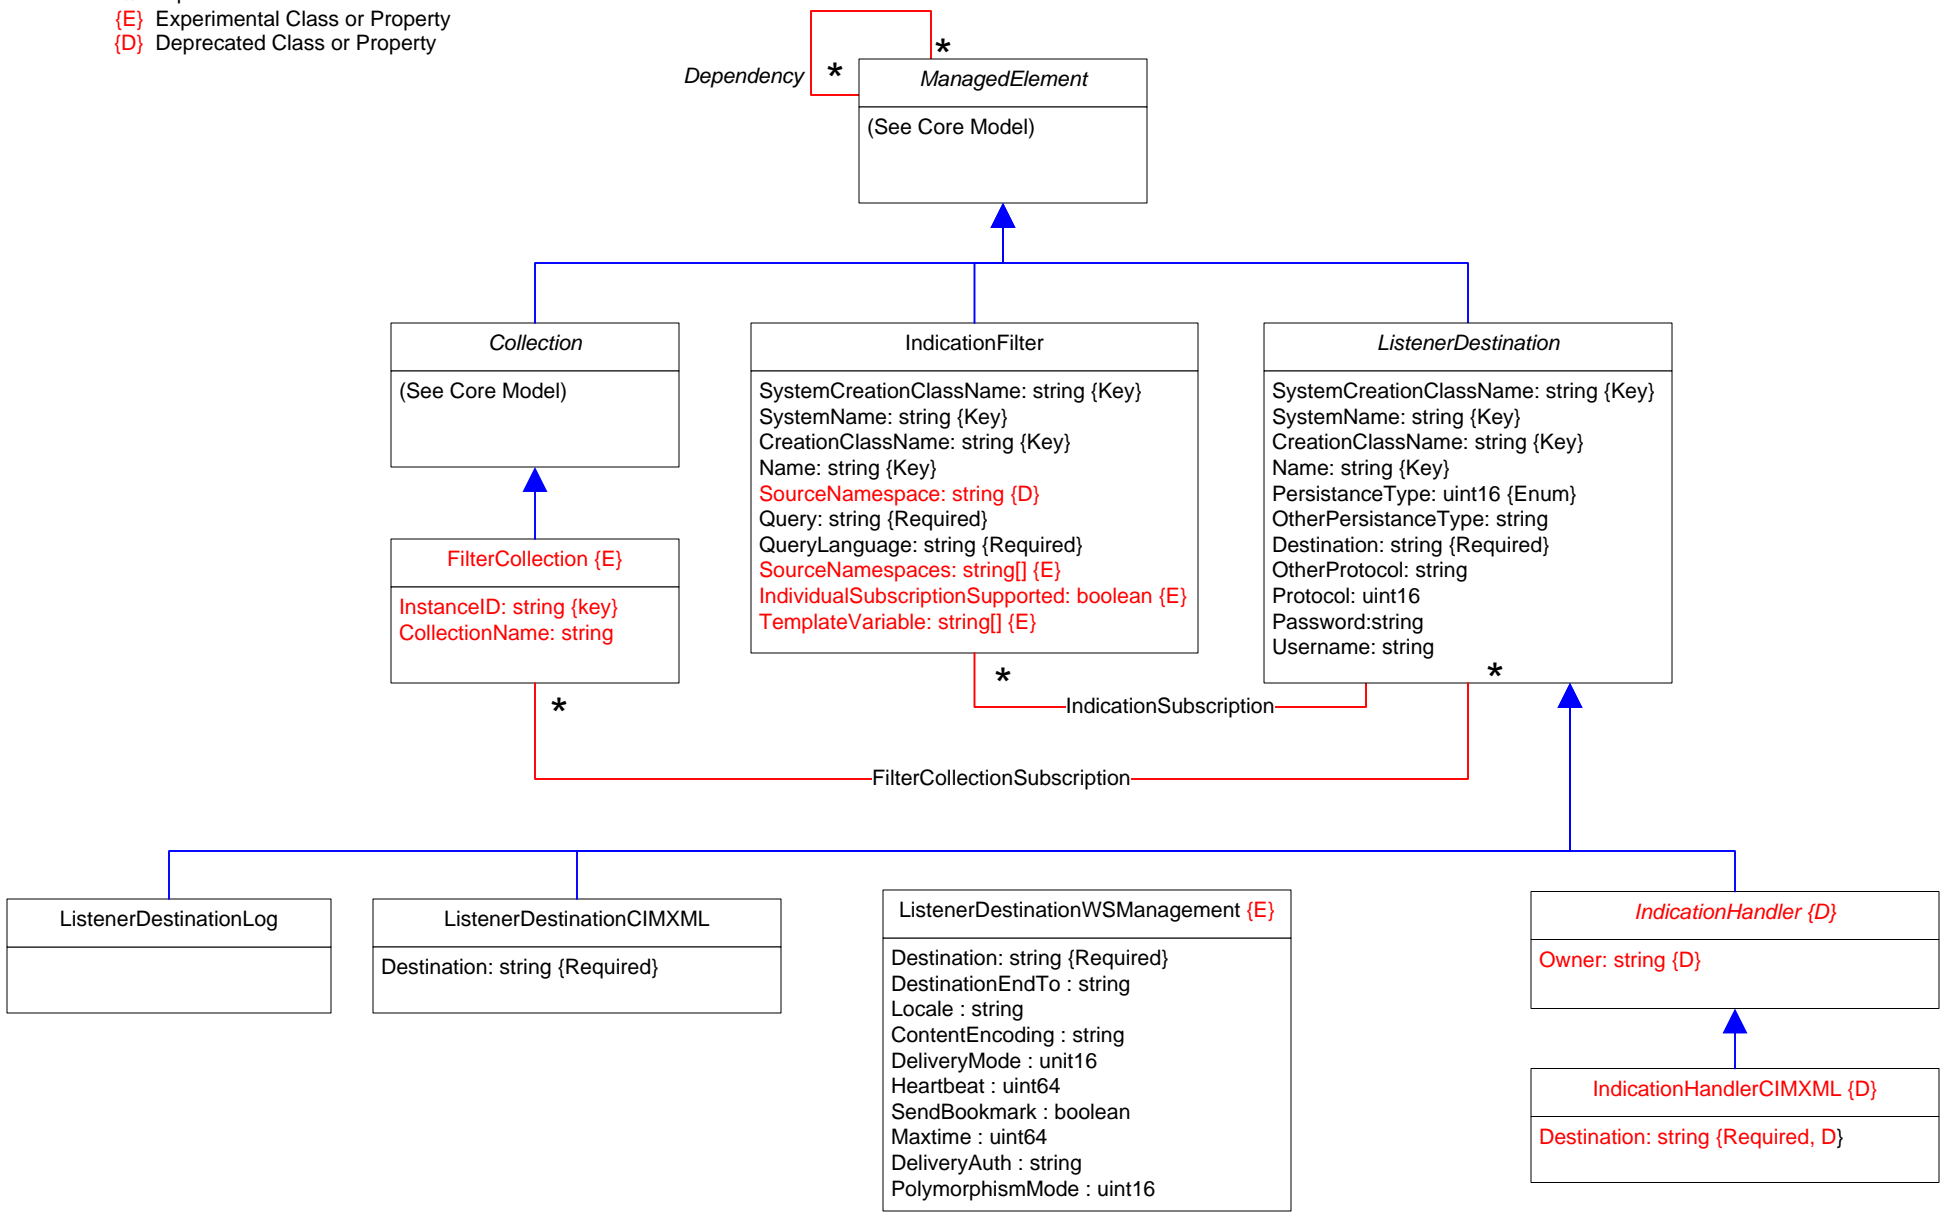 {E} Experimental Class or Property
{D} Deprecated Class or Property
*
Dependency
*
ManagedElement
(See Core Model)
Collection
(See Core Model)
IndicationFilter
SystemCreationClassName: string {Key}
SystemName: string {Key}
CreationClassName: string {Key}
Name: string {Key}
SourceNamespace: string {D}
Query: string {Required}
QueryLanguage: string {Required}
SourceNamespaces: string[] {E}
IndividualSubscriptionSupported: boolean {E}
TemplateVariable: string[] {E}
ListenerDestination
SystemCreationClassName: string {Key}
SystemName: string {Key}
CreationClassName: string {Key}
Name: string {Key}
PersistanceType: uint16 {Enum}
OtherPersistanceType: string
Destination: string {Required}
OtherProtocol: string
Protocol: uint16
Password:string
Username: string
FilterCollection {E}
InstanceID: string {key}
CollectionName: string
*
*
*
IndicationSubscription
FilterCollectionSubscription
ListenerDestinationLog
ListenerDestinationCIMXML
Destination: string {Required}
ListenerDestinationWSManagement {E}
Destination: string {Required}
DestinationEndTo : string
Locale : string
ContentEncoding : string
DeliveryMode : unit16
Heartbeat : uint64
SendBookmark : boolean
Maxtime : uint64
DeliveryAuth : string
PolymorphismMode : uint16
IndicationHandler {D}
Owner: string {D}
IndicationHandlerCIMXML {D}
Destination: string {Required, D}